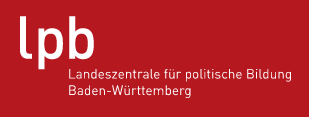 lpb
Landeszentrale für politische Bildung
Baden-Württemberg